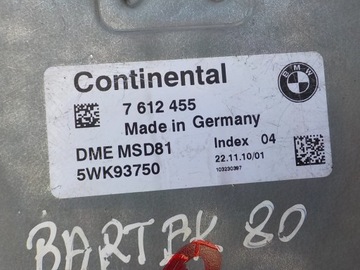 Continental
BMW
7 612 455
Made in Germany
DME MSD81 Index 04
5WK93750 22.11.10/01
103230397
BARTEK 80